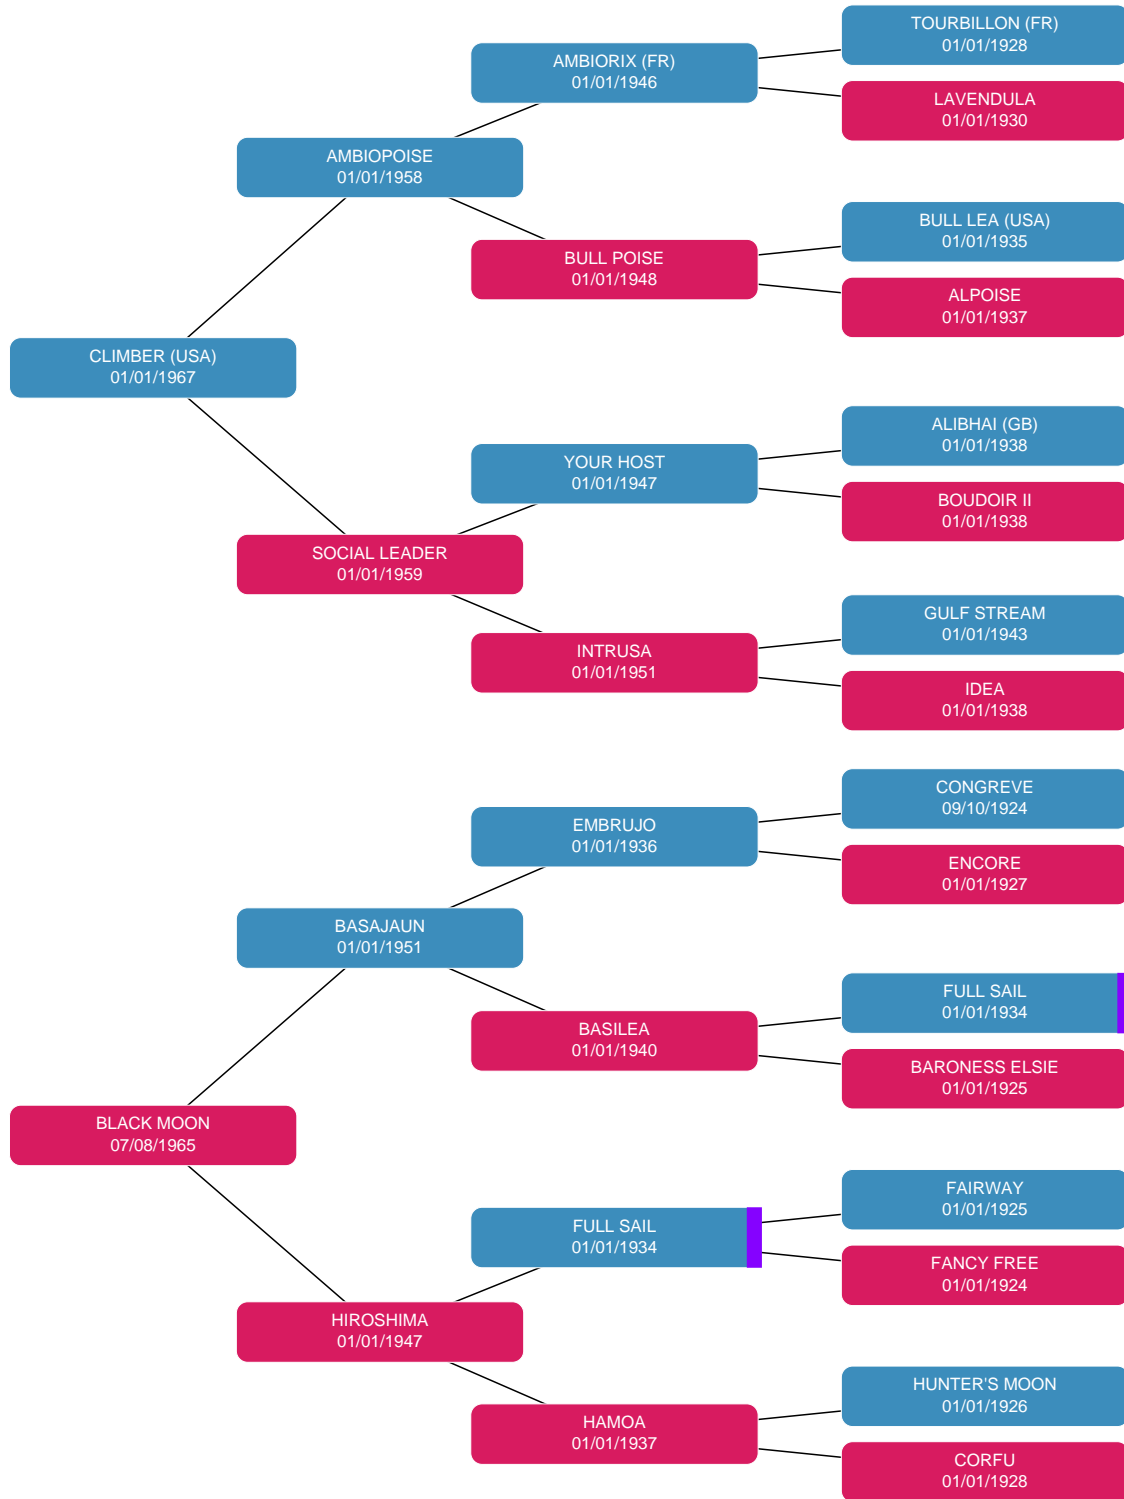 TOURBILLON (FR)
01/01/1928
AMBIORIX (FR)
01/01/1946
LAVENDULA
01/01/1930
AMBIOPOISE
01/01/1958
BULL LEA (USA)
01/01/1935
BULL POISE
01/01/1948
ALPOISE
01/01/1937
CLIMBER (USA)
01/01/1967
ALIBHAI (GB)
01/01/1938
YOUR HOST
01/01/1947
BOUDOIR II
01/01/1938
SOCIAL LEADER
01/01/1959
GULF STREAM
01/01/1943
INTRUSA
01/01/1951
IDEA
01/01/1938
CONGREVE
09/10/1924
EMBRUJO
01/01/1936
ENCORE
01/01/1927
BASAJAUN
01/01/1951
FULL SAIL
01/01/1934
BASILEA
01/01/1940
BARONESS ELSIE
01/01/1925
BLACK MOON
07/08/1965
FAIRWAY
01/01/1925
FULL SAIL
01/01/1934
FANCY FREE
01/01/1924
HIROSHIMA
01/01/1947
HUNTER'S MOON
01/01/1926
HAMOA
01/01/1937
CORFU
01/01/1928